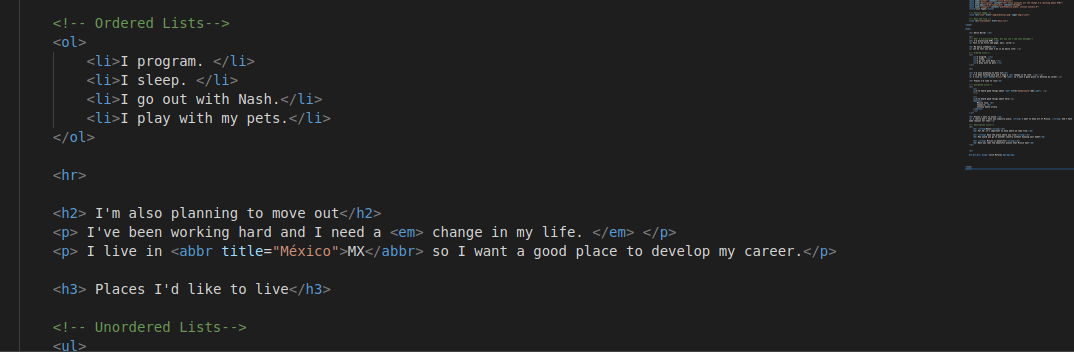 <!-- Ordered Lists-->
<ol>
<li>I program. </li>
<li>I sleep. </li>
<li>I go out with Nash.</li>
<li>I play with my pets.</li>
</ol>
<hr>
<h2> I'm also planning to move out</h2>
<p> I've been working hard and I need a <em> change in my life. </em> </p>
<p> I live in <abbr title="México">MX</abbr> so I want a good place to develop my career.</p>
<h3> Places I'd like to live</h3>
<!-- Unordered Lists-->
<ul>